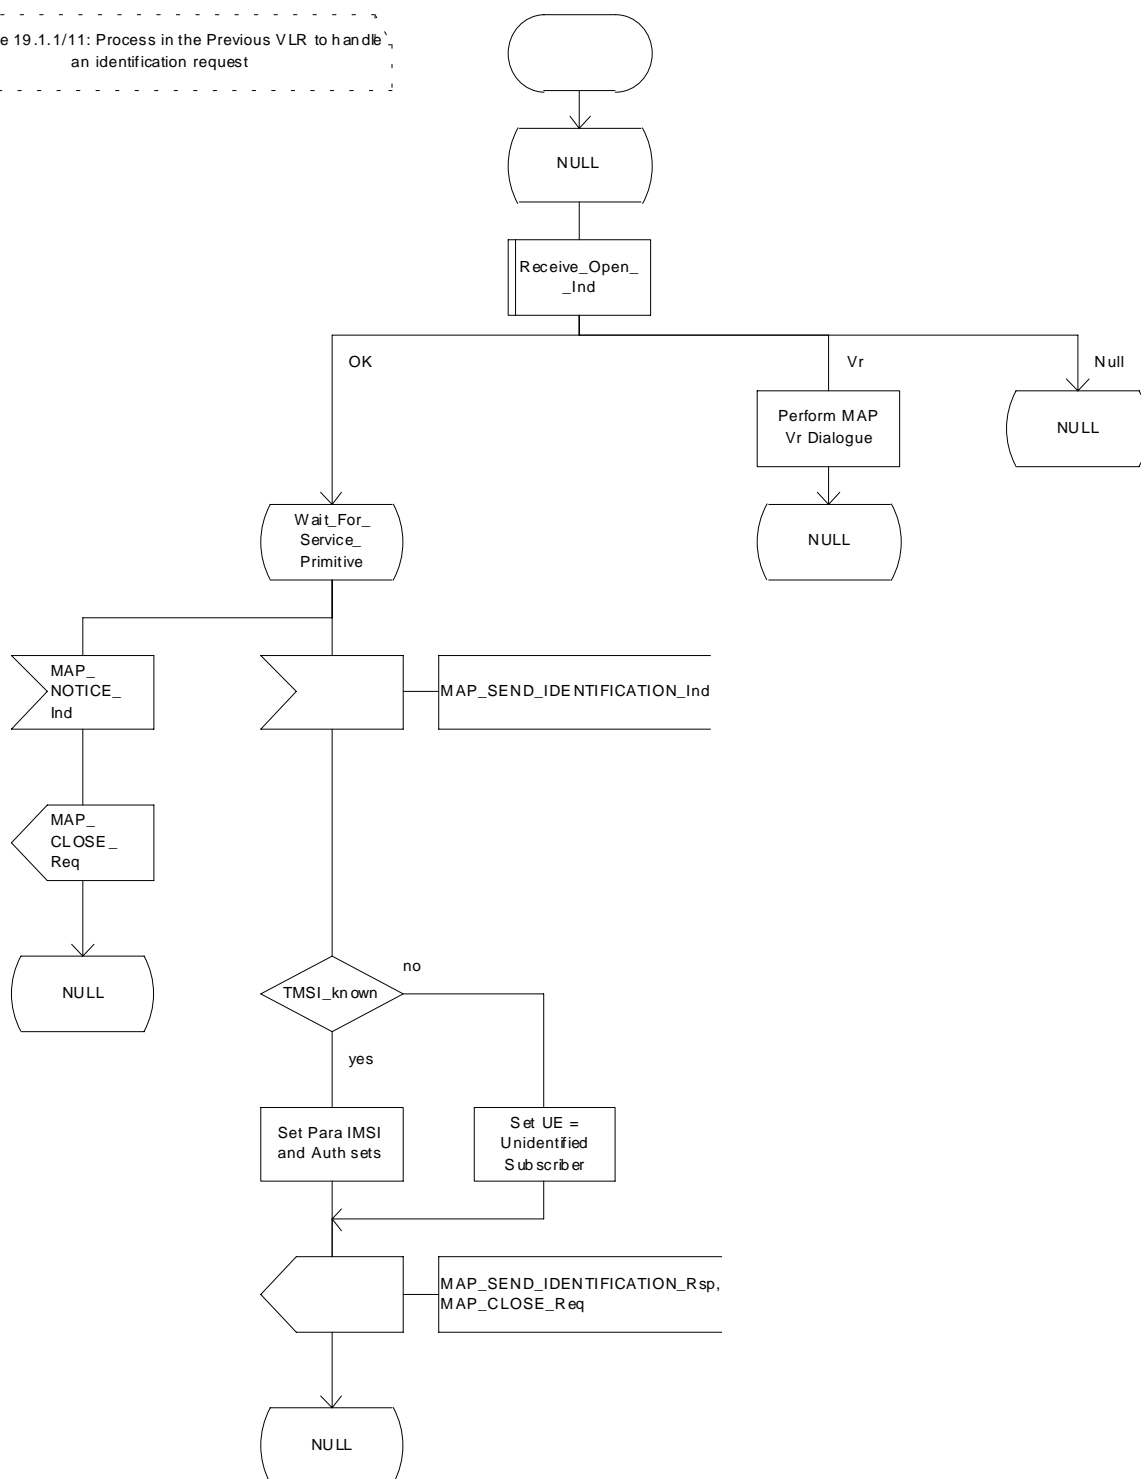 e 19.1.1/11: Process in the Previous VLR to handle
an identification request
NULL
Receive_Open_
_Ind
OK
Vr
Null
Perform MAP
Vr Dialogue
NULL
NULL
Wait_For_
Service_
Primitive
MAP_
NOTICE_
Ind
MAP_SEND_IDENTIFICATION_Ind
MAP_
CLOSE_
Req
NULL
TMSI_known
no
yes
Set Para IMSI
and Auth sets
Set UE =
Unidentified
Subscriber
MAP_SEND_IDENTIFICATION_Rsp,
MAP_CLOSE_Req
NULL